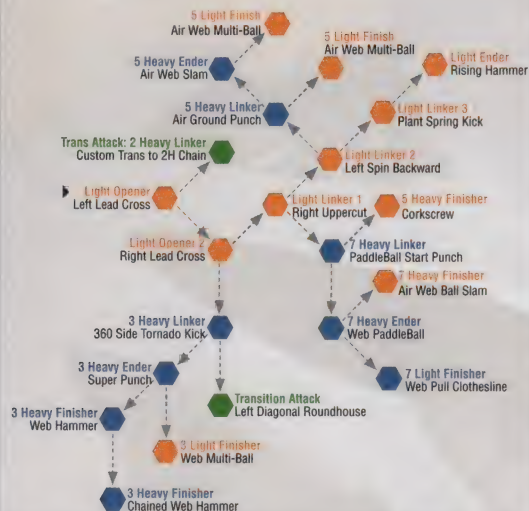 5 Light Finish
Air Web Multi-Ball
5 Light Finish
Air Web Multi-Ball
Light Ender
Rising Hammer
5 Heavy Ender
Air Web Slam
5 Heavy Linker
Air Ground Punch
Light Linker 3
Plant Spring Kick
Trans Attack: 2 Heavy Linker
Custom Trans to 2H Chain
Light Linker 2
Left Spin Backward
Light Opener
Left Lead Cross
Light Linker 1
Right Uppercut
5 Heavy Finisher
Corkscrew
Light Opener 2
Right Lead Cross
7 Heavy Linker
PaddleBall Start Punch
7 Heavy Finisher
Air Web Ball Slam
3 Heavy Linker
360 Side Tornado Kick
7 Heavy Ender
Web PaddleBall
3 Heavy Ender
Super Punch
7 Light Finisher
Web Pull Clothesline
Transition Attack
Left Diagonal Roundhouse
3 Heavy Finisher
Web Hammer
3 Light Finisher
Web Multi-Ball
3 Heavy Finisher
Chained Web Hammer